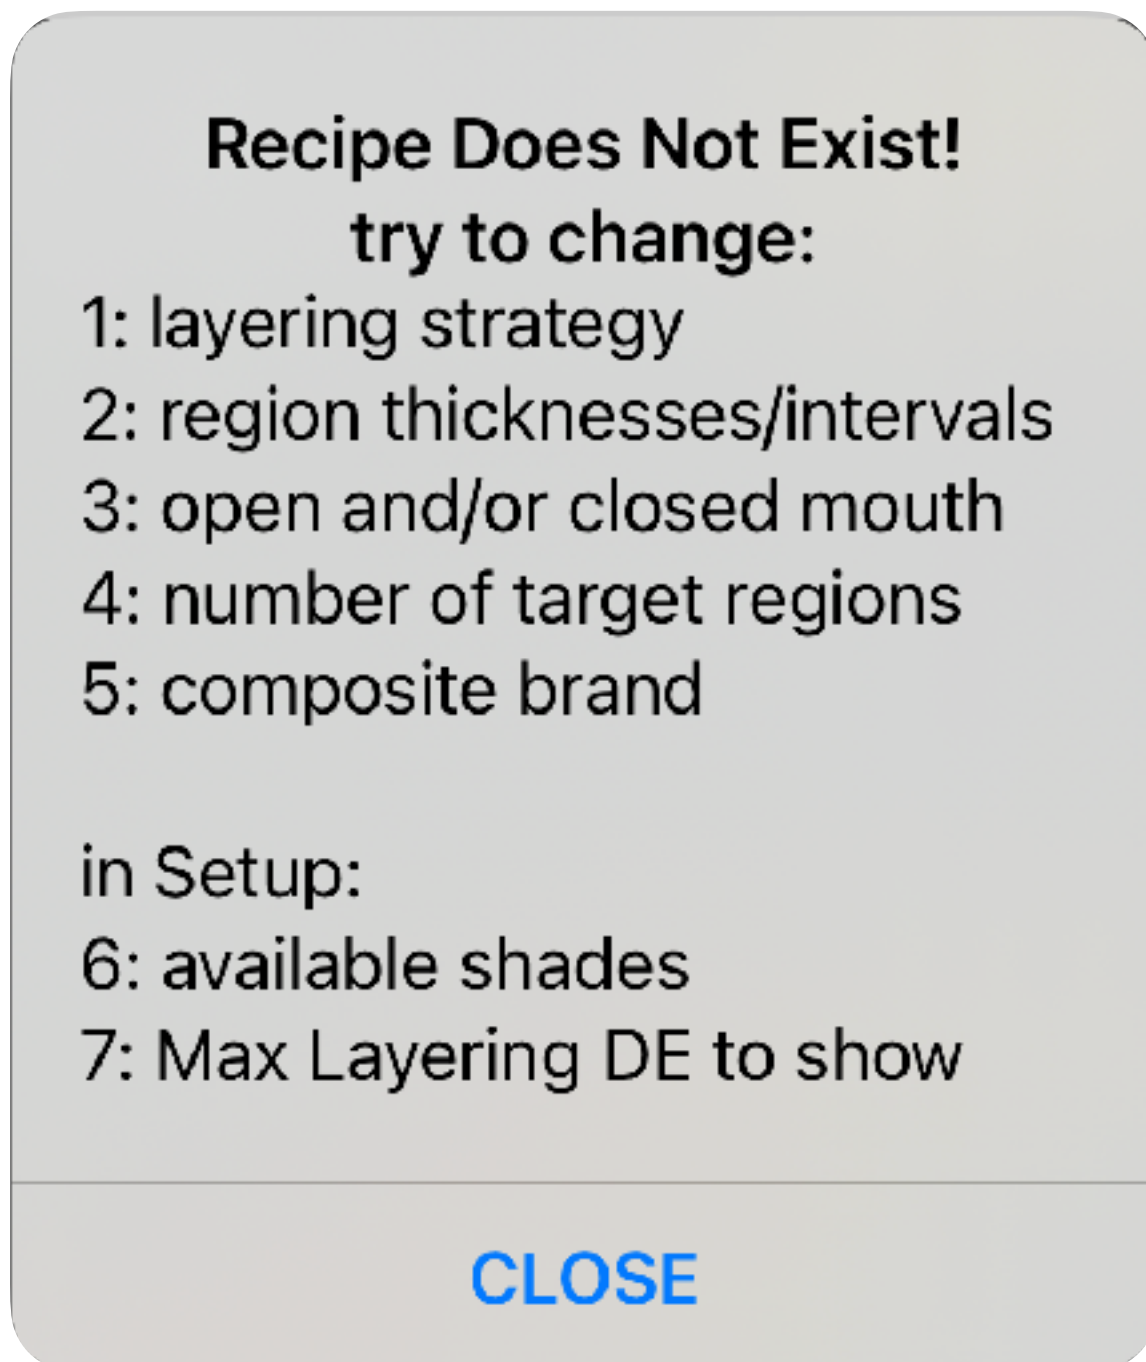 Recipe Does Not Exist!
try to change:
1: layering strategy
2: region thicknesses/intervals
3: open and/or closed mouth
4: number of target regions
5: composite brand
in Setup:
6: available shades
7: Max Layering DE to show
CLOSE